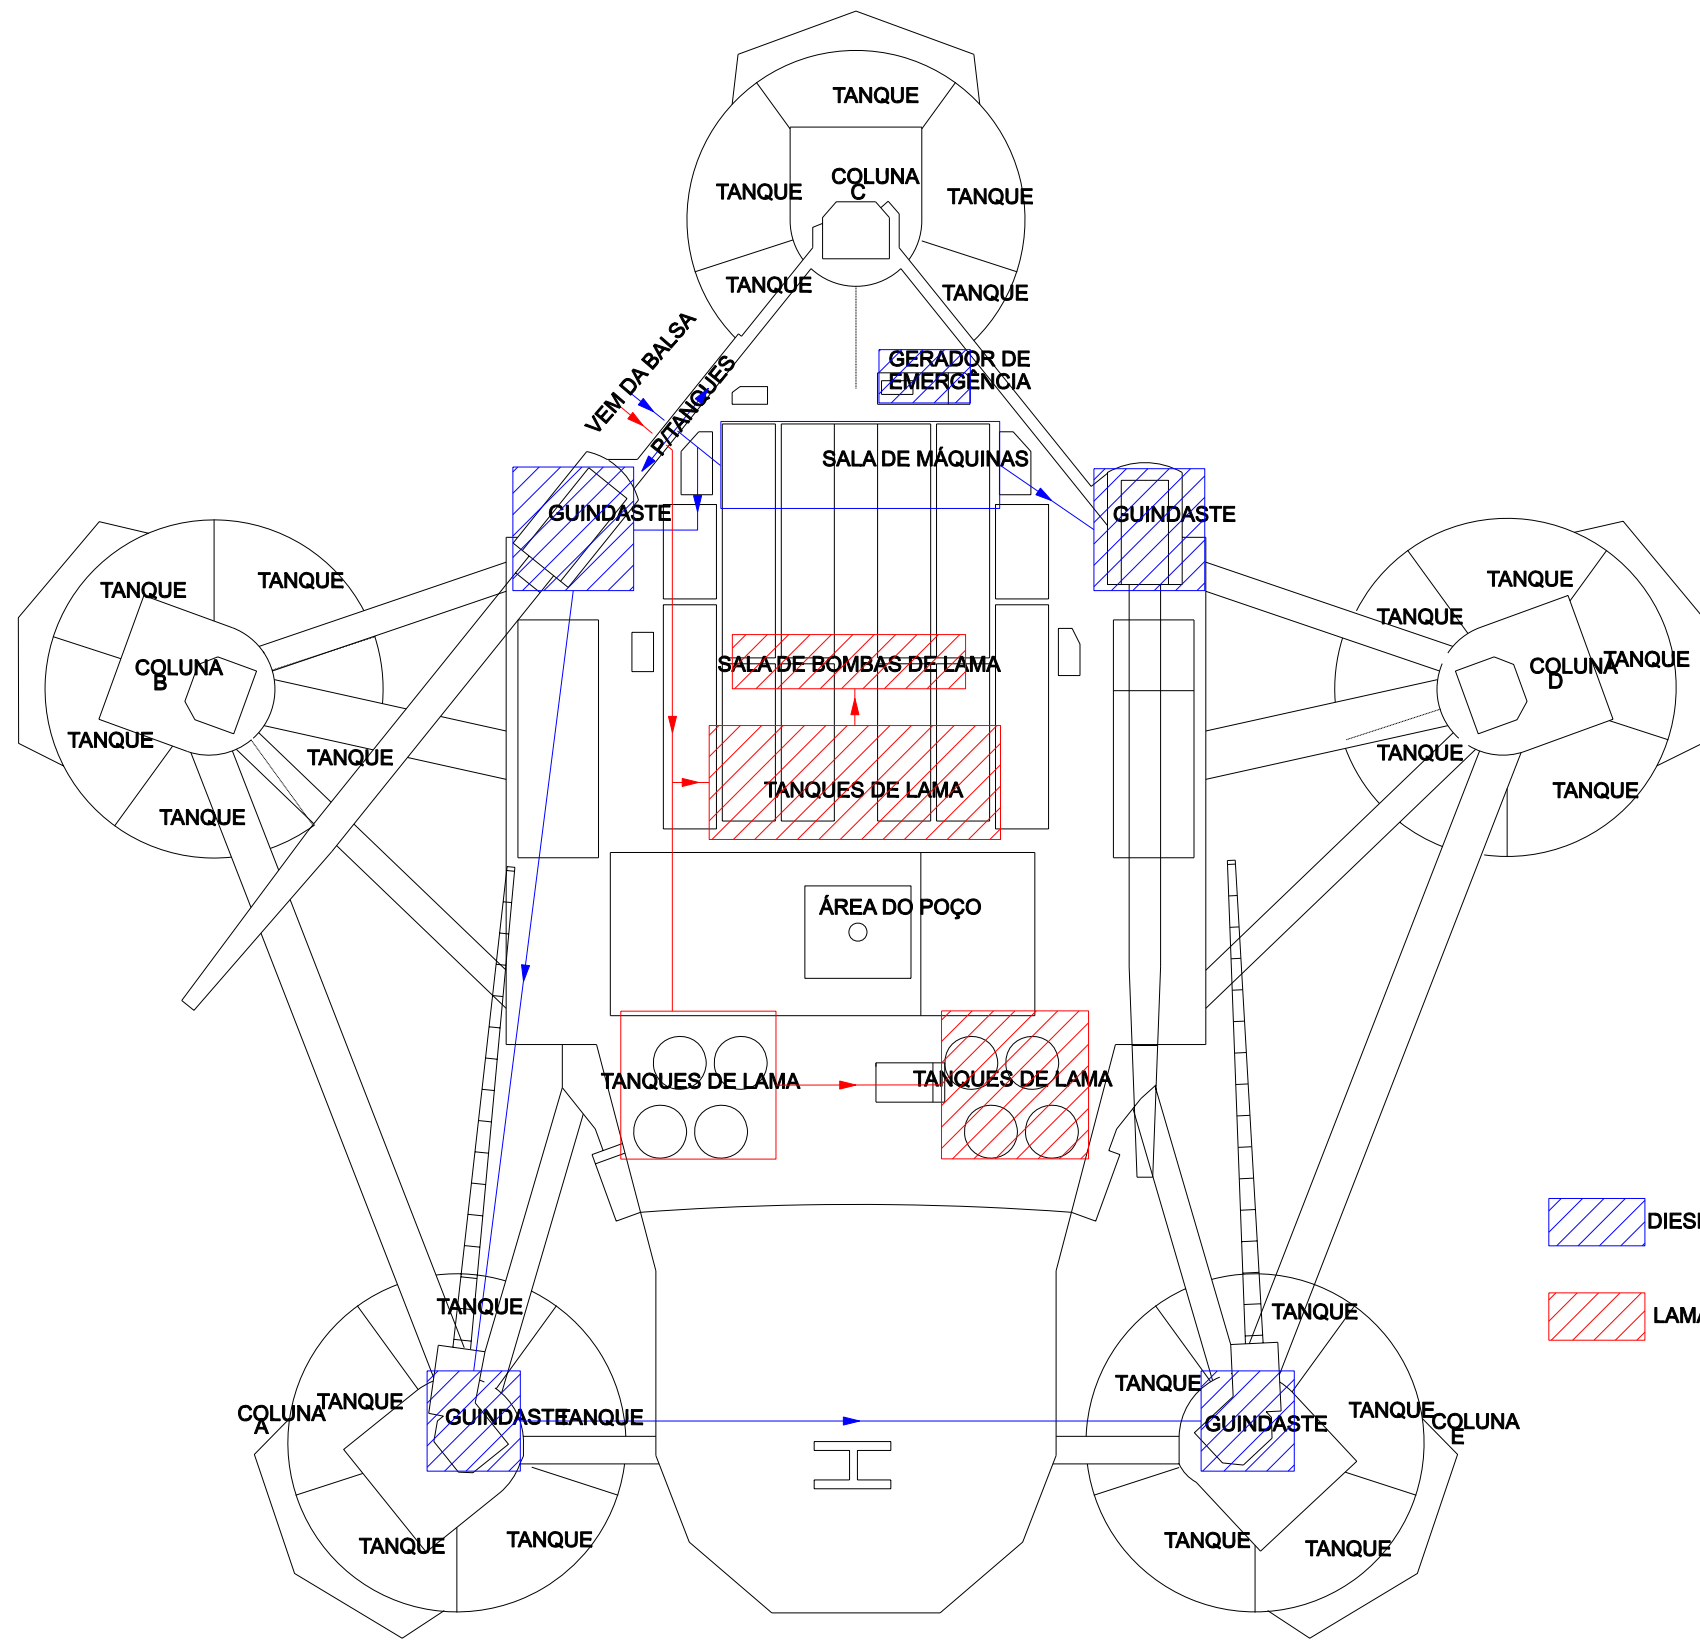 TANQUE
COLUNA
C
TANQUE
TANQUE
TANQUE
TANQUE
VEM DA BALSA
P/TANQUES
GERADOR DE
EMERGÊNCIA
SALA DE MÁQUINAS
GUINDASTE
GUINDASTE
TANQUE
TANQUE
COLUNA
B
TANQUE
TANQUE
TANQUE
TANQUE
TANQUE
TANQUE
COLUNA
D
TANQUE
TANQUE
SALA DE BOMBAS DE LAMA
TANQUES DE LAMA
ÁREA DO POÇO
TANQUES DE LAMA
TANQUES DE LAMA
TANQUE
TANQUE
COLUNA
A
GUINDASTE
TANQUE
TANQUE
TANQUE
TANQUE
TANQUE
TANQUE
GUINDASTE
COLUNA
E
TANQUE
TANQUE
H
DIES
LAMA